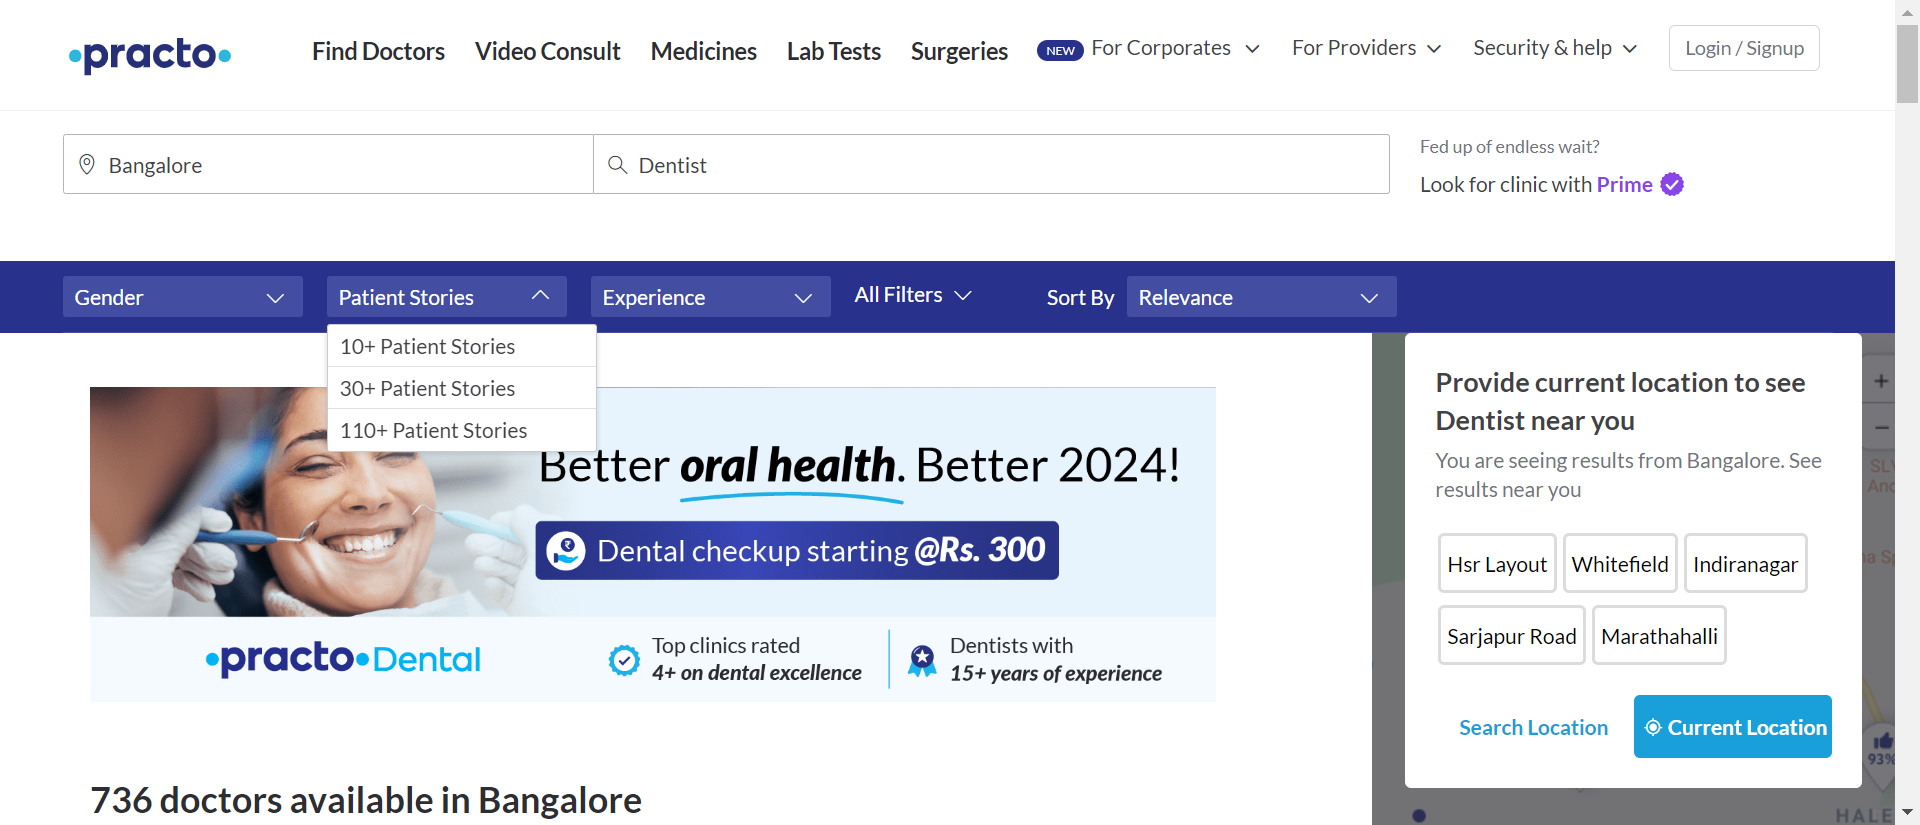 practo
Find Doctors
Video Consult
Medicines
Lab Tests
Surgeries
NEW For Corporates
For Providers
Security & help
Login / Signup
Bangalore
Dentist
Fed up of endless wait?
Look for clinic with Prime
Gender
Patient Stories
Experience
All Filters
Sort By
Relevance
10+ Patient Stories
30+ Patient Stories
110+ Patient Stories
Better oral health. Better 2024!
Dental checkup starting @Rs. 300
practo Dental
Top clinics rated
4+ on dental excellence
Dentists with
15+ years of experience
736 doctors available in Bangalore
Provide current location to see
Dentist near you
You are seeing results from Bangalore. See
results near you
Hsr Layout
Whitefield
Indiranagar
Sarjapur Road
Marathahalli
Search Location
Current Location
+
−
93%
HALE